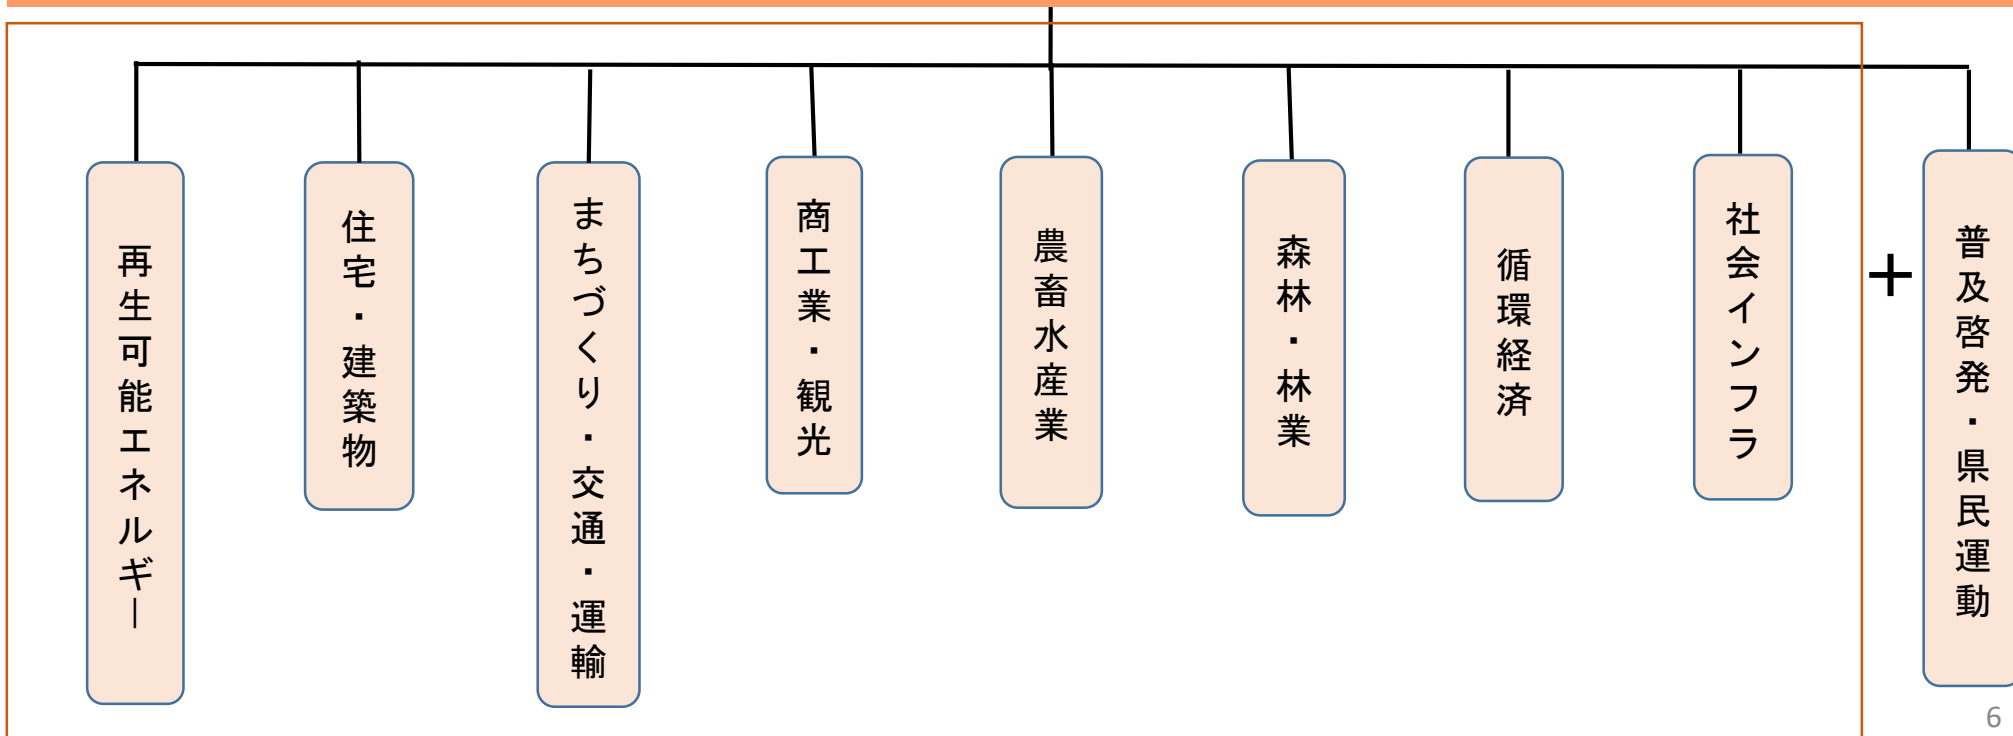 再生可能エネルギー
住宅・建築物
まちづくり・交通・運輸
商工業・観光
農畜水産業
森林・林業
循環経済
社会インフラ
＋
普及啓発・県民運動
6